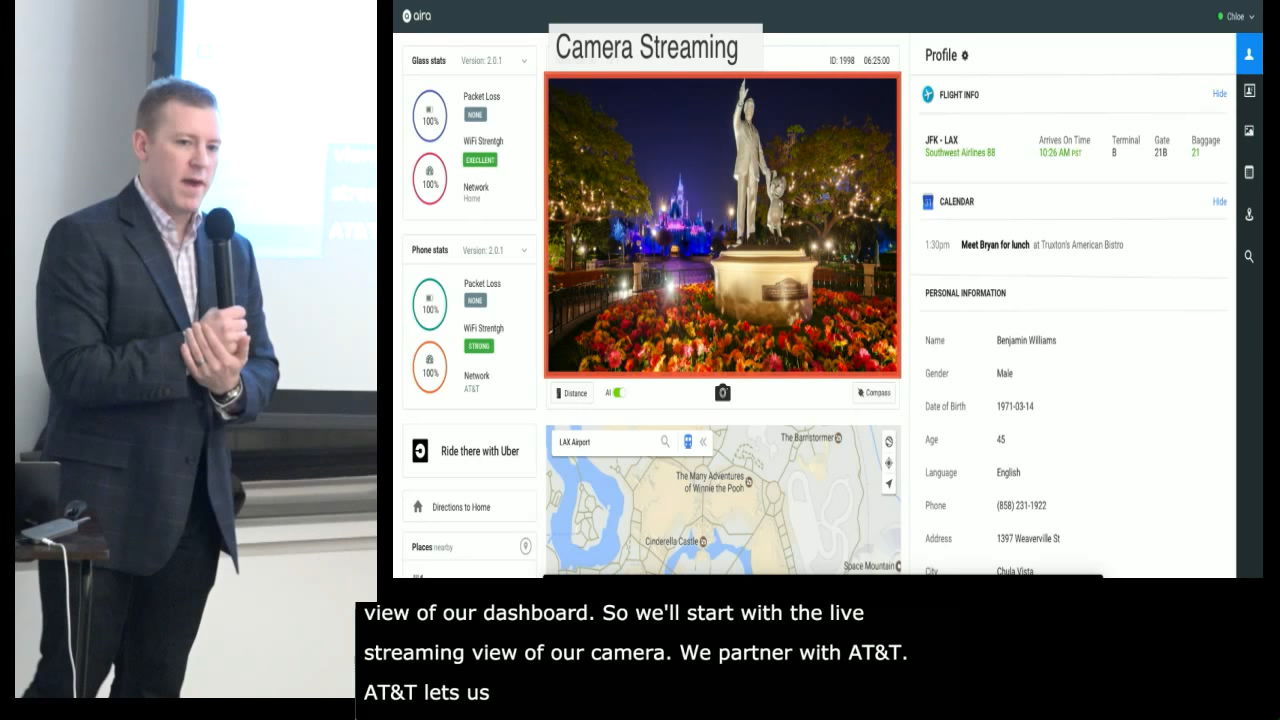 aira
Chloe
Camera Streaming
ID: 1998 06:25:00
Glass stats Version: 2.0.1
100%
Packet Loss
NONE
WiFi Strentgh
EXECLLENT
100%
Network
Home
Phone stats Version: 2.0.1
100%
Packet Loss
NONE
WiFi Strentgh
STRONG
100%
Network
AT&T
Ride there with Uber
Directions to Home
Places nearby
Distance
AI
Compass
LAX Airport
The Barnstormer
The Many Adventures
of Winnie the Pooh
Cinderella Castle
Space Mountain
Profile
FLIGHT INFO Hide
JFK - LAX Arrives On Time Terminal Gate Baggage
Southwest Airlines 88 10:26 AM PST B 21B 21
CALENDAR Hide
1:30pm Meet Bryan for lunch at Truxton's American Bistro
PERSONAL INFORMATION
Name Benjamin Williams
Gender Male
Date of Birth 1971-03-14
Age 45
Language English
Phone (858) 231-1922
Address 1397 Weaverville St
City Chula Vista
AT&T
view of our dashboard. So we'll start with the live
streaming view of our camera. We partner with AT&T.
AT&T lets us